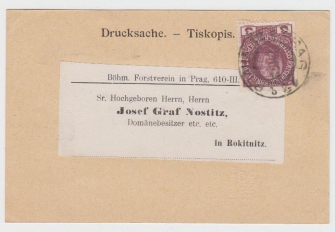 Drucksache. – Tiskopis.
Böhm. Forstverein in Prag, 610-III.
Sr. Hochgeboren Herrn, Herrn
Josef Graf Nostitz,
Domänebesitzer etc. etc.
in Rokitnitz.